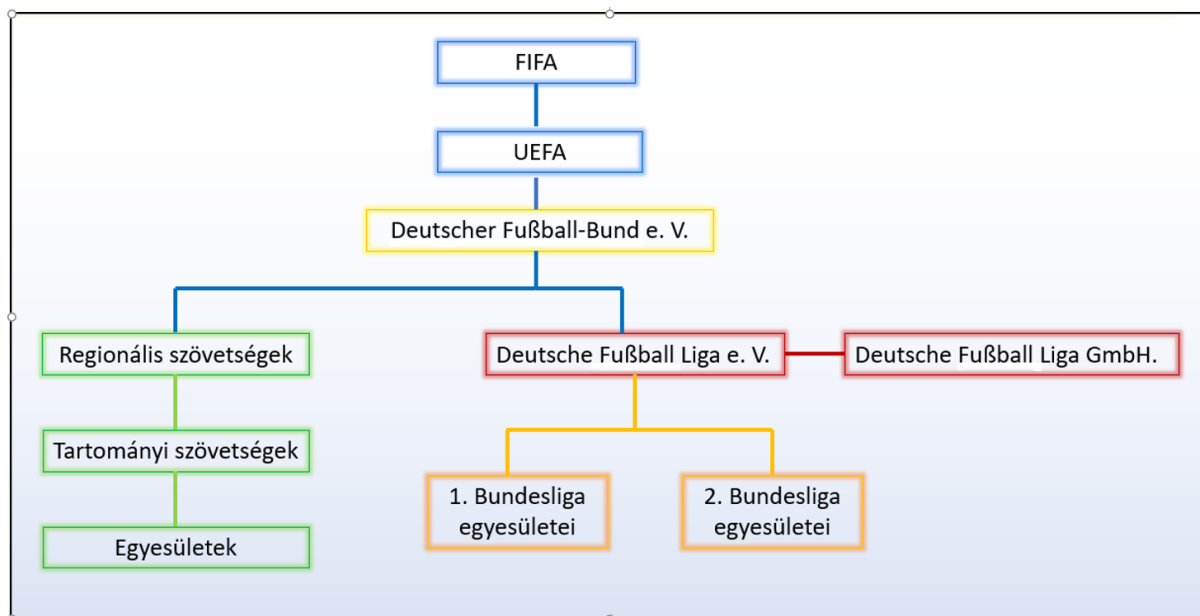 FIFA
UEFA
Deutscher Fußball-Bund e. V.
Regionális szövetségek
Deutsche Fußball Liga e. V.
Deutsche Fußball Liga GmbH.
Tartományi szövetségek
1. Bundesliga
egyesületei
2. Bundesliga
egyesületei
Egyesületek